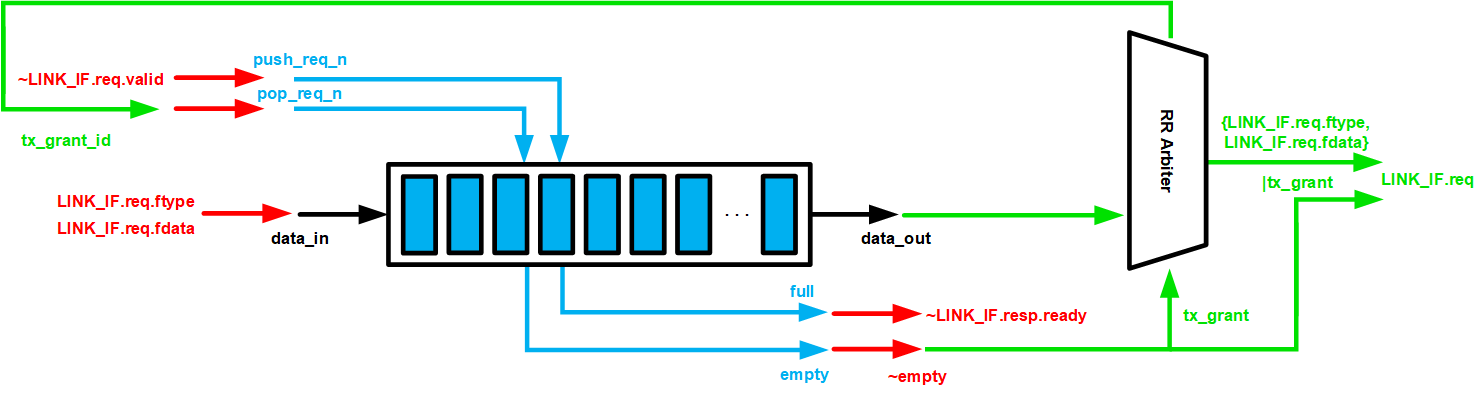 push_req_n
~LINK_IF.req.valid
pop_req_n
tx_grant_id
LINK_IF.req.ftype
LINK_IF.req.fdata
data_in
. . .
data_out
full
~LINK_IF.resp.ready
empty
~empty
RR Arbiter
{LINK_IF.req.ftype,
LINK_IF.req.fdata}
|tx_grant
LINK_IF.req
tx_grant